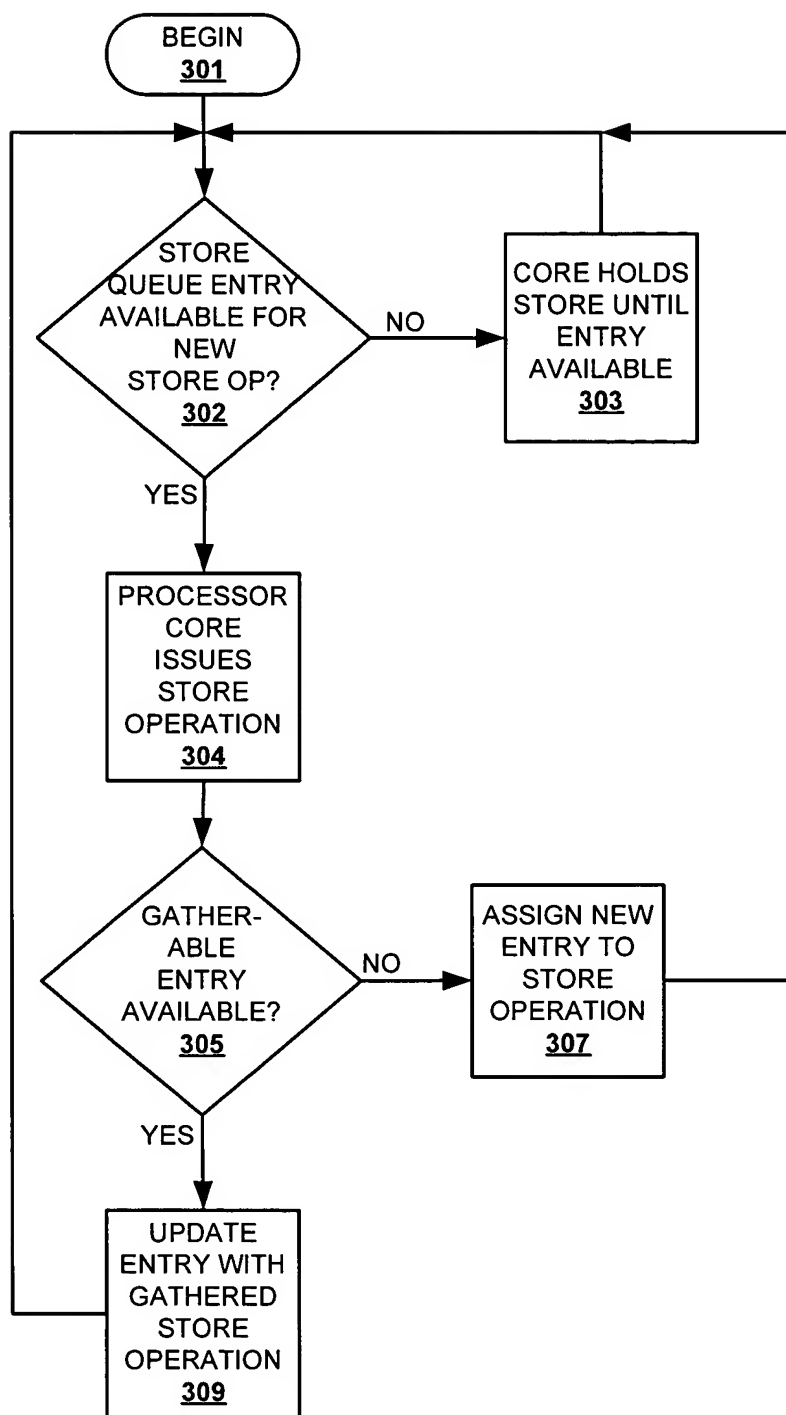 BEGIN
301
STORE
QUEUE ENTRY
AVAILABLE FOR
NEW
STORE OP?
302
NO
CORE HOLDS
STORE UNTIL
ENTRY
AVAILABLE
303
YES
PROCESSOR
CORE
ISSUES
STORE
OPERATION
304
GATHER-
ABLE
ENTRY
AVAILABLE?
305
NO
ASSIGN NEW
ENTRY TO
STORE
OPERATION
307
YES
UPDATE
ENTRY WITH
GATHERED
STORE
OPERATION
309